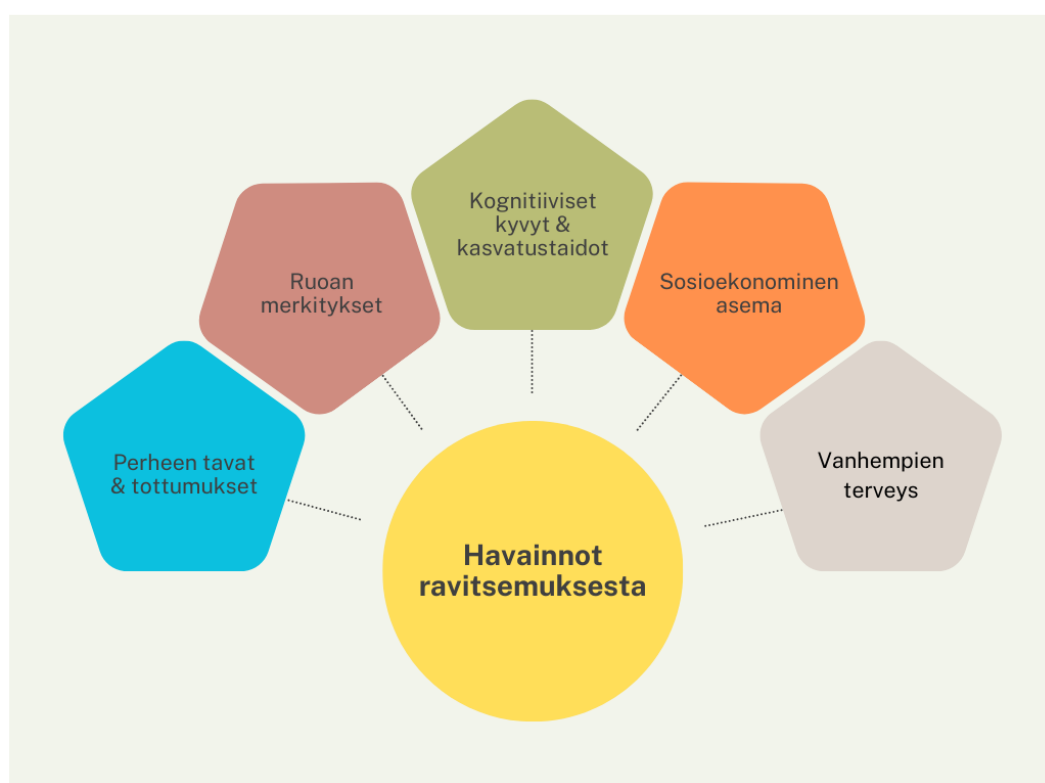 Kognitiiviset
kyvyt &
kasvatustaidot
Ruoan
merkitykset
Sosioekonominen
asema
Perheen tavat
& tottumukset
Vanhempien
terveys
Havainnot
ravitsemuksesta